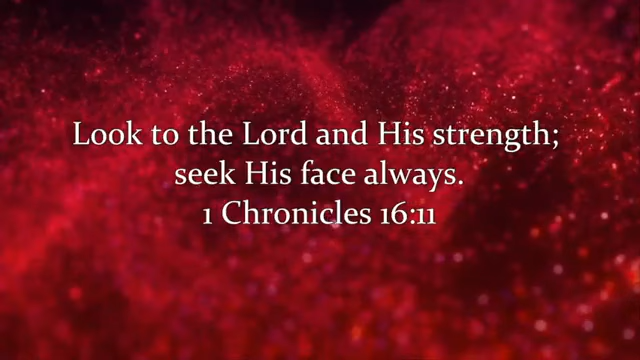 Look to the Lord and His strength;
seek His face always.
1 Chronicles 16:11